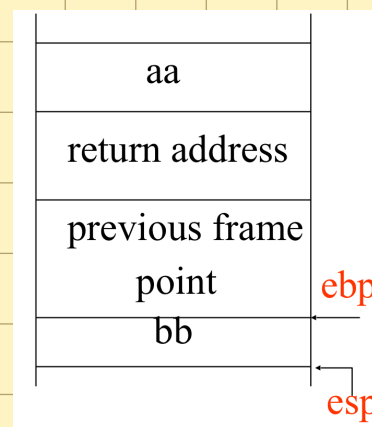 aa
return address
previous frame
point
ebp
bb
esp